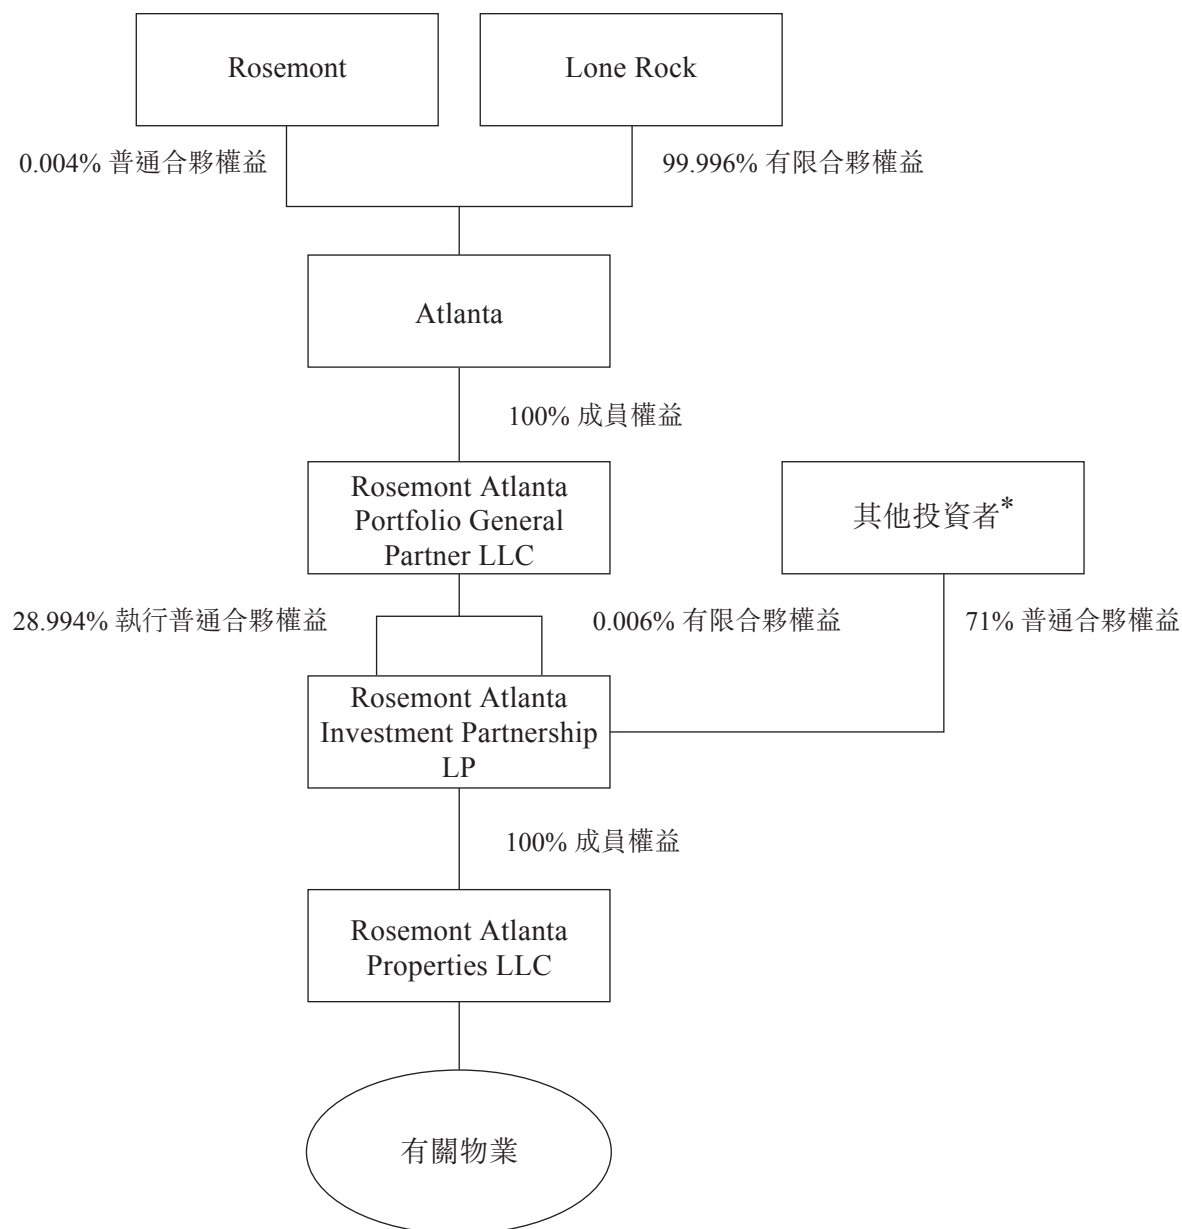 Rosemont
Lone Rock
0.004% 普通合夥權益
99.996% 有限合夥權益
Atlanta
100% 成員權益
Rosemont Atlanta
Portfolio General
Partner LLC
其他投資者*
28.994% 執行普通合夥權益
0.006% 有限合夥權益
71% 普通合夥權益
Rosemont Atlanta
Investment Partnership
LP
100% 成員權益
Rosemont Atlanta
Properties LLC
有關物業